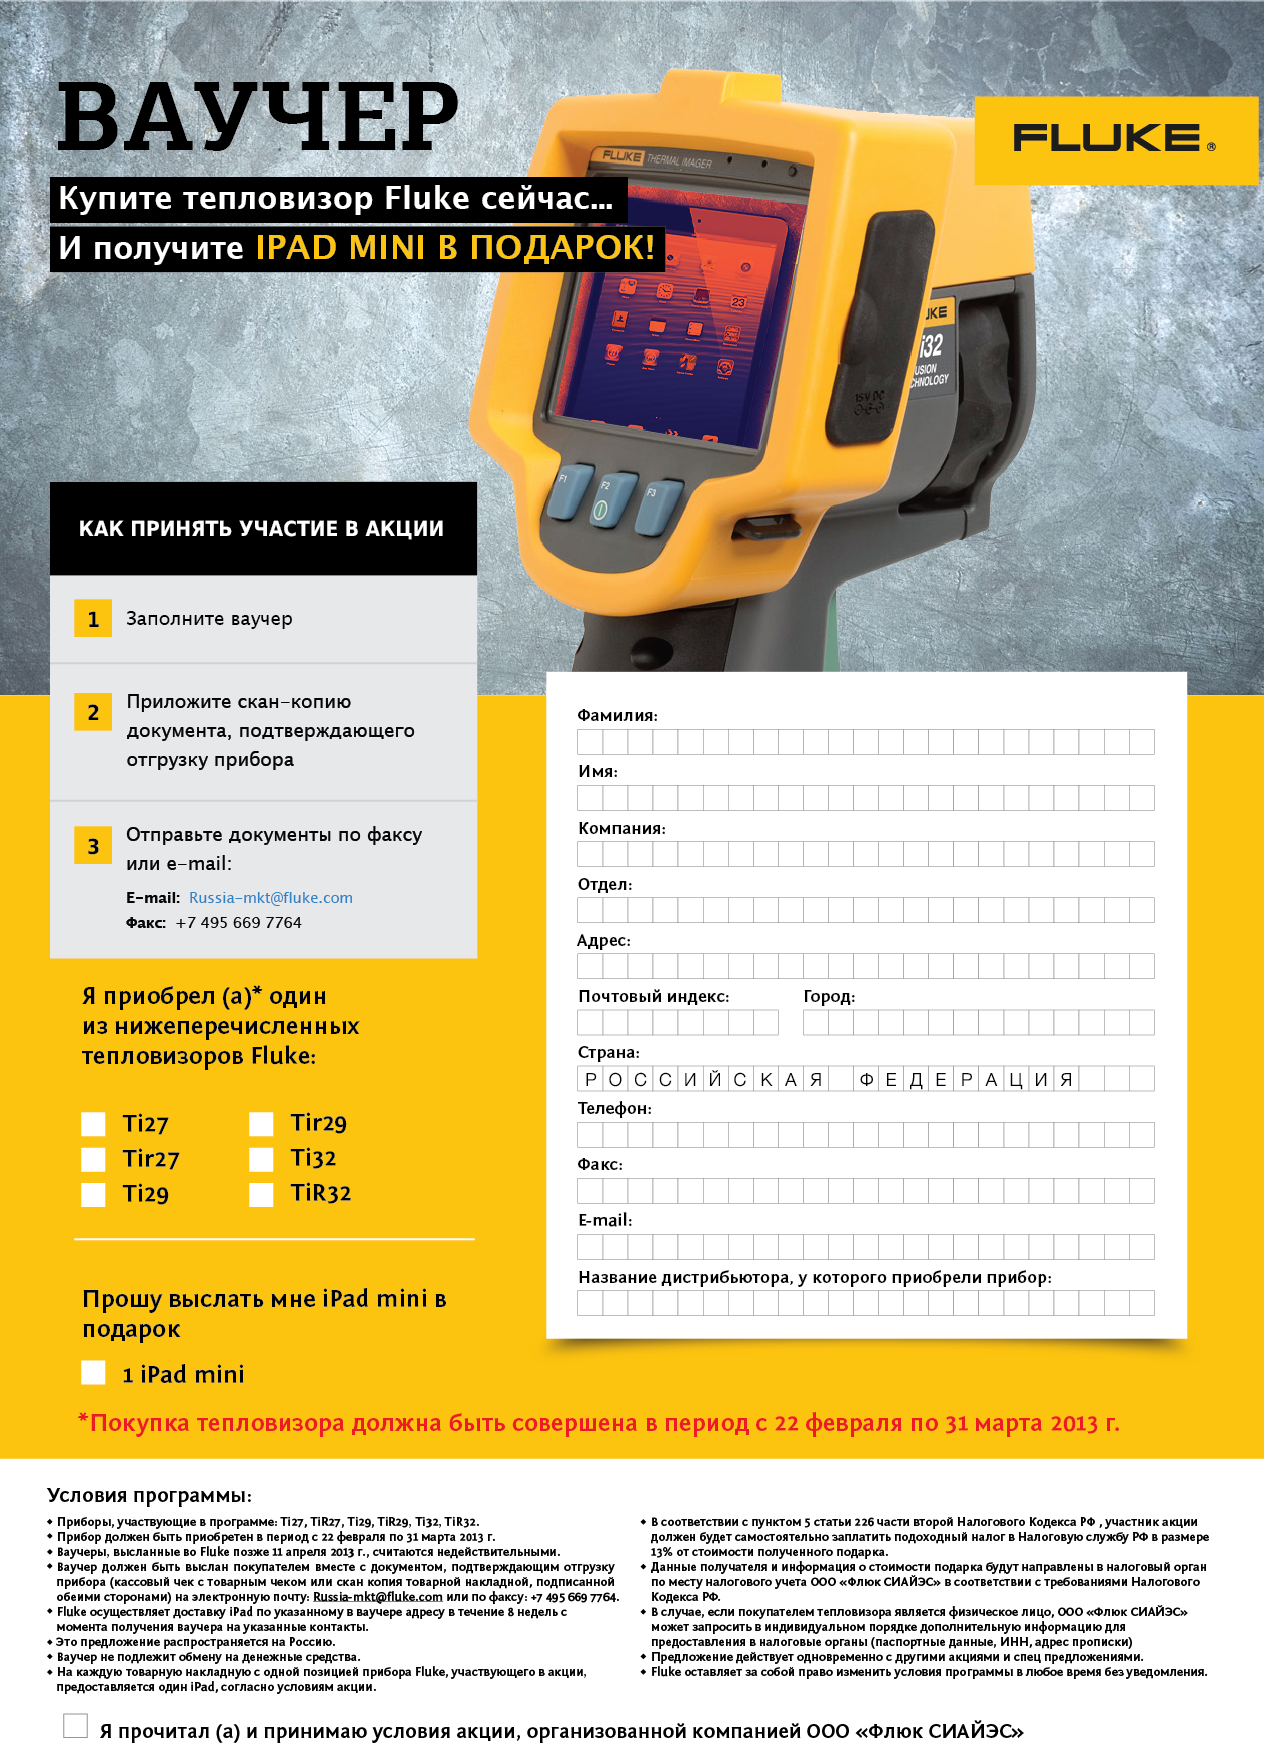 ВАУЧЕР
FLUKE®
Купите тепловизор Fluke сейчас...
И получите IPAD MINI В ПОДАРОК!
FLUKE THERMAL IMAGER
23
15V DC
F1
F2
F3
КАК ПРИНЯТЬ УЧАСТИЕ В АКЦИИ
1 Заполните ваучер
2 Приложите скан-копию
документа, подтверждающего
отгрузку прибора
3 Отправьте документы по факсу
или e-mail:
E-mail: Russia-mkt@fluke.com
Факс: +7 495 669 7764
Я приобрел (а)* один
из нижеперечисленных
тепловизоров Fluke:
Ti27 Tir29
Tir27 Ti32
Ti29 TiR32
Прошу выслать мне iPad mini в
подарок
1 iPad mini
Фамилия:
Имя:
Компания:
Отдел:
Адрес:
Почтовый индекс: Город:
Страна:
РОССИЙСКАЯ ФЕДЕРАЦИЯ
Телефон:
Факс:
E-mail:
Название дистрибьютора, у которого приобрели прибор:
*Покупка тепловизора должна быть совершена в период с 22 февраля по 31 марта 2013 г.
Условия программы:
◆ Приборы, участвующие в программе: Ti27, TiR27, Ti29, TiR29, Ti32, TiR32.
◆ Прибор должен быть приобретен в период с 22 февраля по 31 марта 2013 г.
◆ Ваучеры, высланные во Fluke позже 11 апреля 2013 г., считаются недействительными.
◆ Ваучер должен быть выслан покупателем вместе с документом, подтверждающим отгрузку
прибора (кассовый чек с товарным чеком или скан копия товарной накладной, подписанной
обеими сторонами) на электронную почту: Russia-mkt@fluke.com или по факсу: +7 495 669 7764.
◆ Fluke осуществляет доставку iPad по указанному в ваучере адресу в течение 8 недель с
момента получения ваучера на указанные контакты.
◆ Это предложение распространяется на Россию.
◆ Ваучер не подлежит обмену на денежные средства.
◆ На каждую товарную накладную с одной позицией прибора Fluke, участвующего в акции,
предоставляется один iPad, согласно условиям акции.
◆ В соответствии с пунктом 5 статьи 226 части второй Налогового Кодекса РФ , участник акции
должен будет самостоятельно заплатить подоходный налог в Налоговую службу РФ в размере
13% от стоимости полученного подарка.
◆ Данные получателя и информация о стоимости подарка будут направлены в налоговый орган
по месту налогового учета ООО «Флюк СИАЙЭС» в соответствии с требованиями Налогового
Кодекса РФ.
◆ В случае, если покупателем тепловизора является физическое лицо, ООО «Флюк СИАЙЭС»
может запросить в индивидуальном порядке дополнительную информацию для
предоставления в налоговые органы (паспортные данные, ИНН, адрес прописки)
◆ Предложение действует одновременно с другими акциями и спец предложениями.
◆ Fluke оставляет за собой право изменить условия программы в любое время без уведомления.
Я прочитал (а) и принимаю условия акции, организованной компанией ООО «Флюк СИАЙЭС»